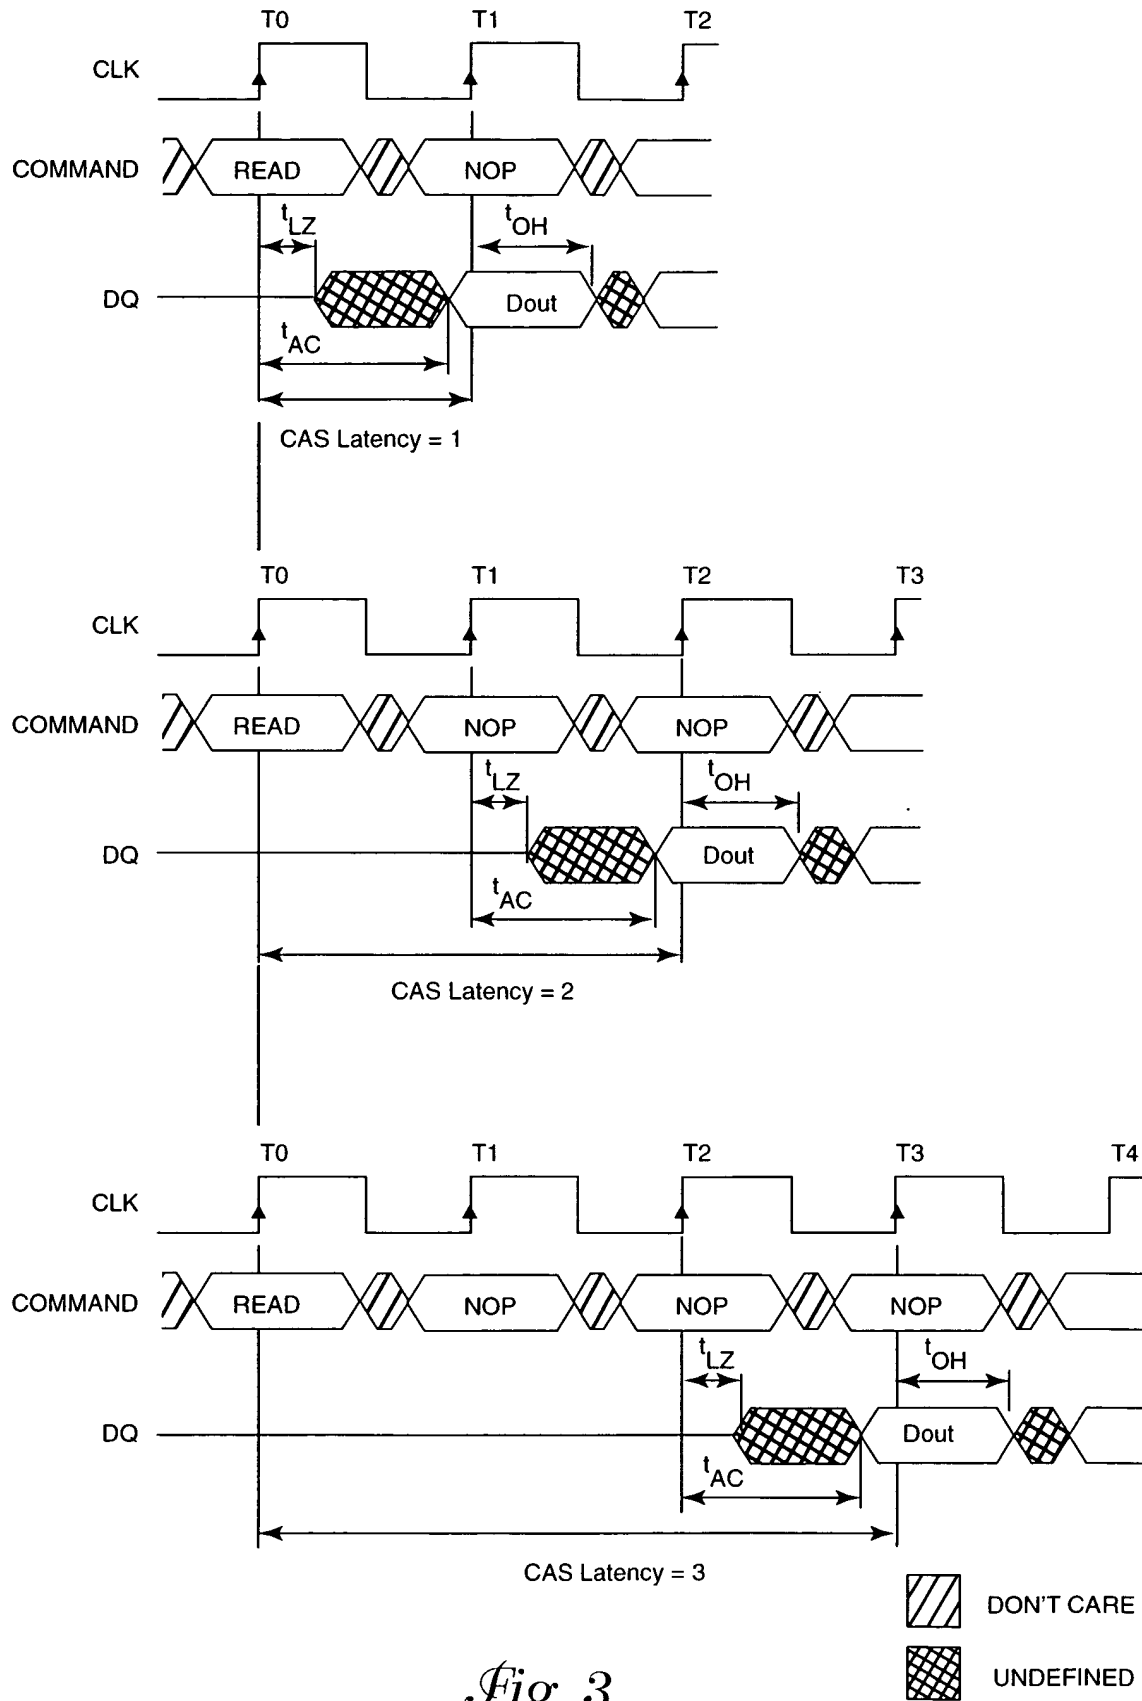 T0 T1 T2
CLK
COMMAND READ NOP
tLZ tOH
DQ Dout
tAC
CAS Latency = 1
T0 T1 T2 T3
CLK
COMMAND READ NOP NOP
tLZ tOH
DQ Dout
tAC
CAS Latency = 2
T0 T1 T2 T3 T4
CLK
COMMAND READ NOP NOP NOP
tLZ tOH
DQ Dout
tAC
CAS Latency = 3
DON'T CARE
UNDEFINED
Fig. 3